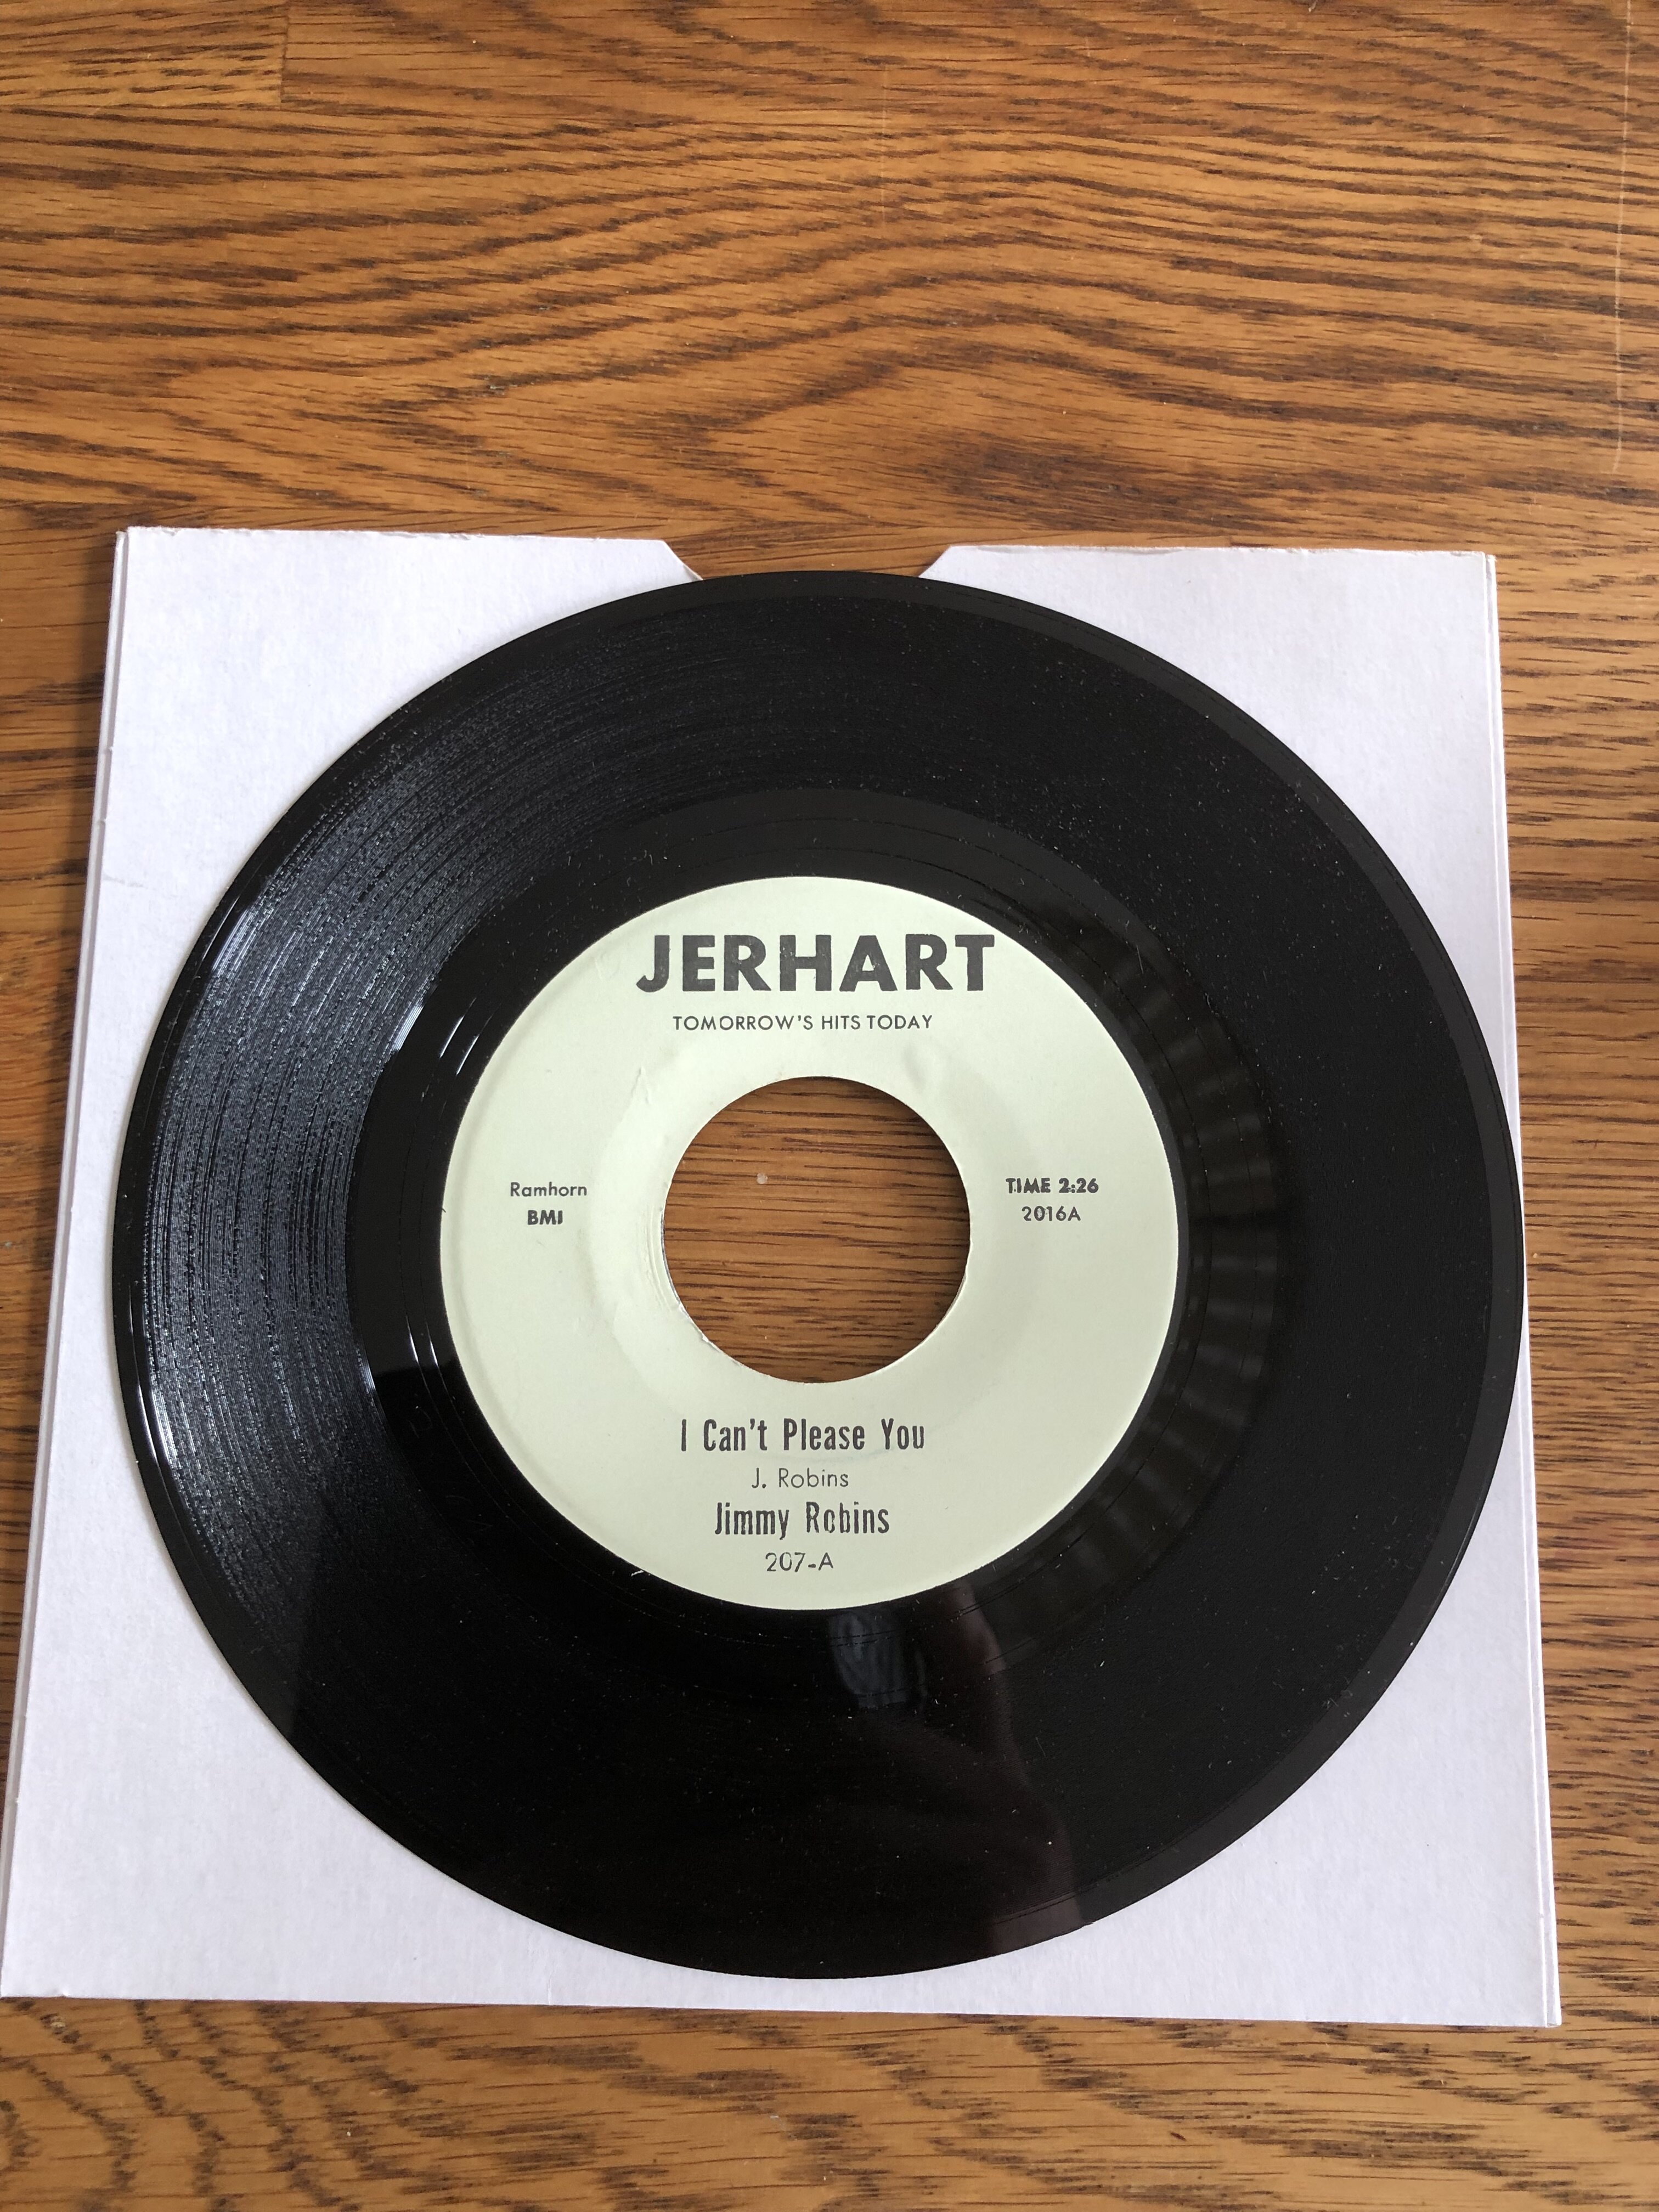 JERHART
TOMORROW'S HITS TODAY
Ramhorn
BMI
TIME 2:26
2016A
I Can't Please You
J. Robins
Jimmy Robins
207-A